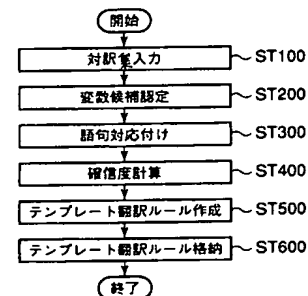 開始
対訳文入力 ST100
変数候補認定 ST200
語句対応付け ST300
確信度計算 ST400
テンプレート翻訳ルール作成 ST500
テンプレート翻訳ルール格納 ST600
終了